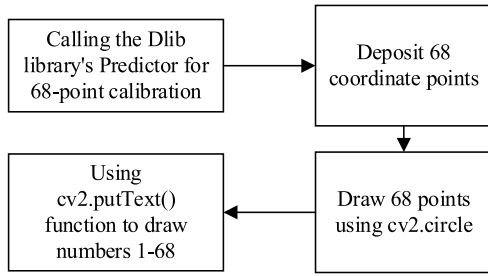 Calling the Dlib
library's Predictor for
68-point calibration
Deposit 68
coordinate points
Draw 68 points
using cv2.circle
Using
cv2.putText()
function to draw
numbers 1-68